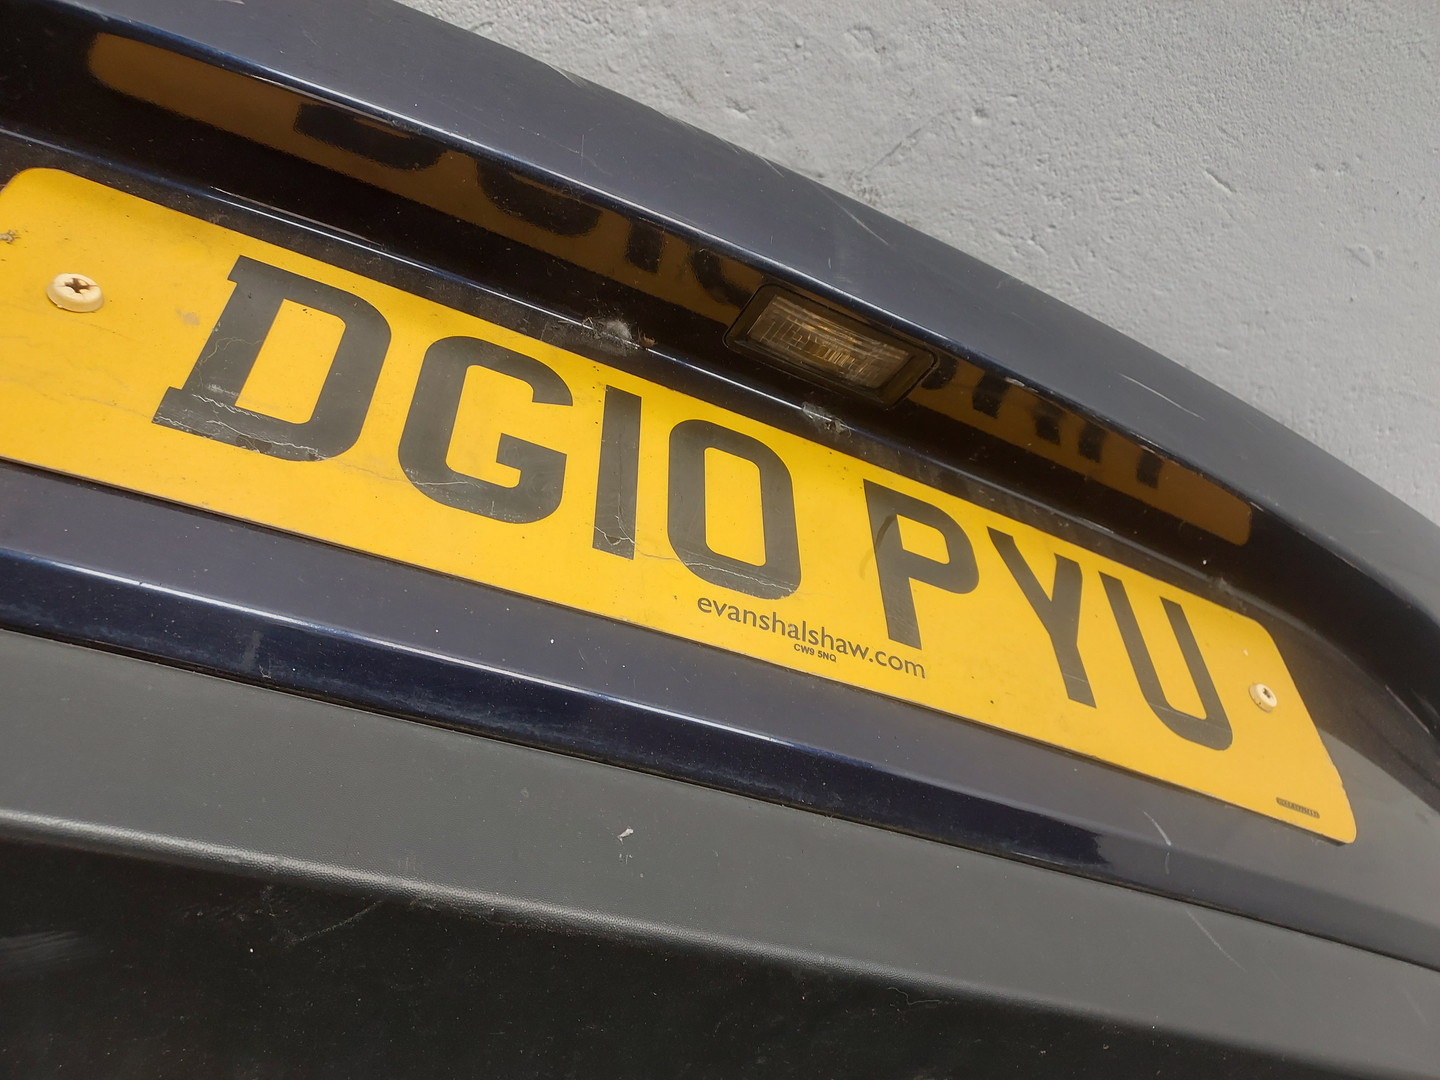 DG10 PYU
evanshalshaw.com
CW9 5NQ